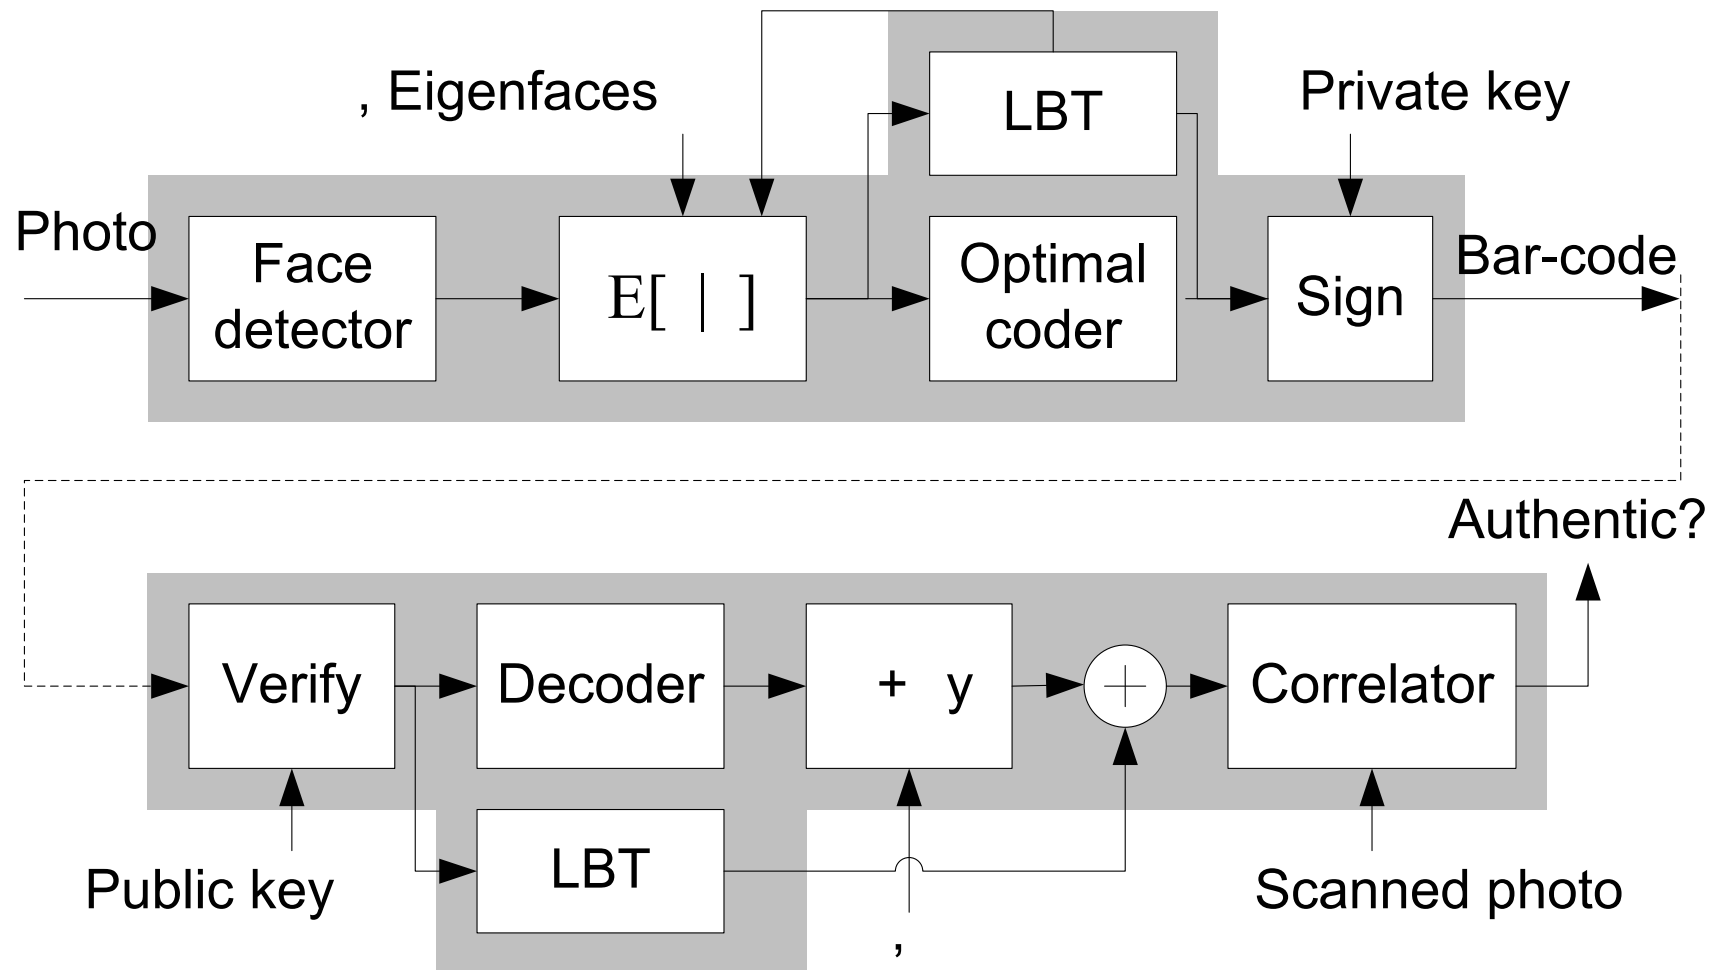 , Eigenfaces
LBT
Private key
Photo
Face
detector
E[ | ]
Optimal
coder
Sign
Bar-code
Authentic?
Verify
Decoder
+ y
+
Correlator
Public key
LBT
,
Scanned photo